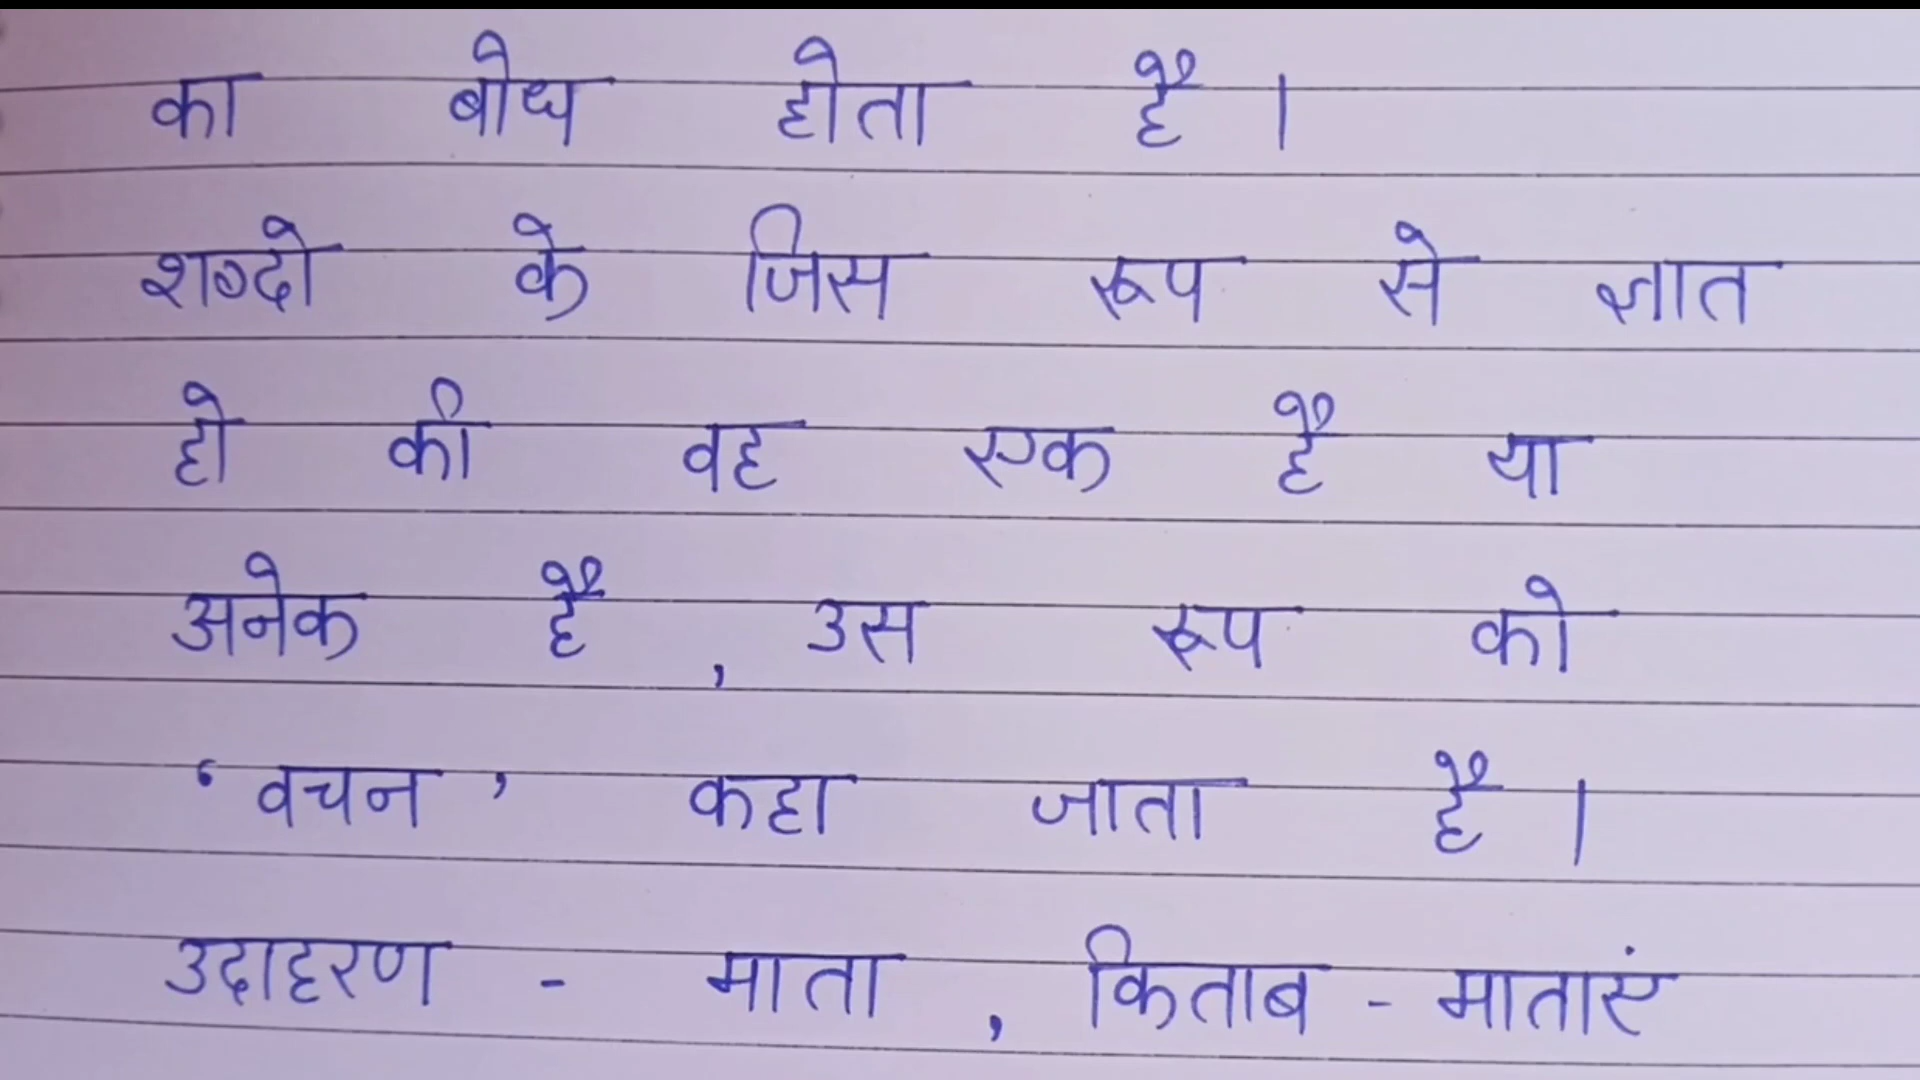 का बोध होता है ।
शब्दो के जिस रूप से ज्ञात
हो की वह एक है या
अनेक है , उस रूप को
‘ वचन ’ कहा जाता है ।
उदाहरण - माता , किताब - माताएं